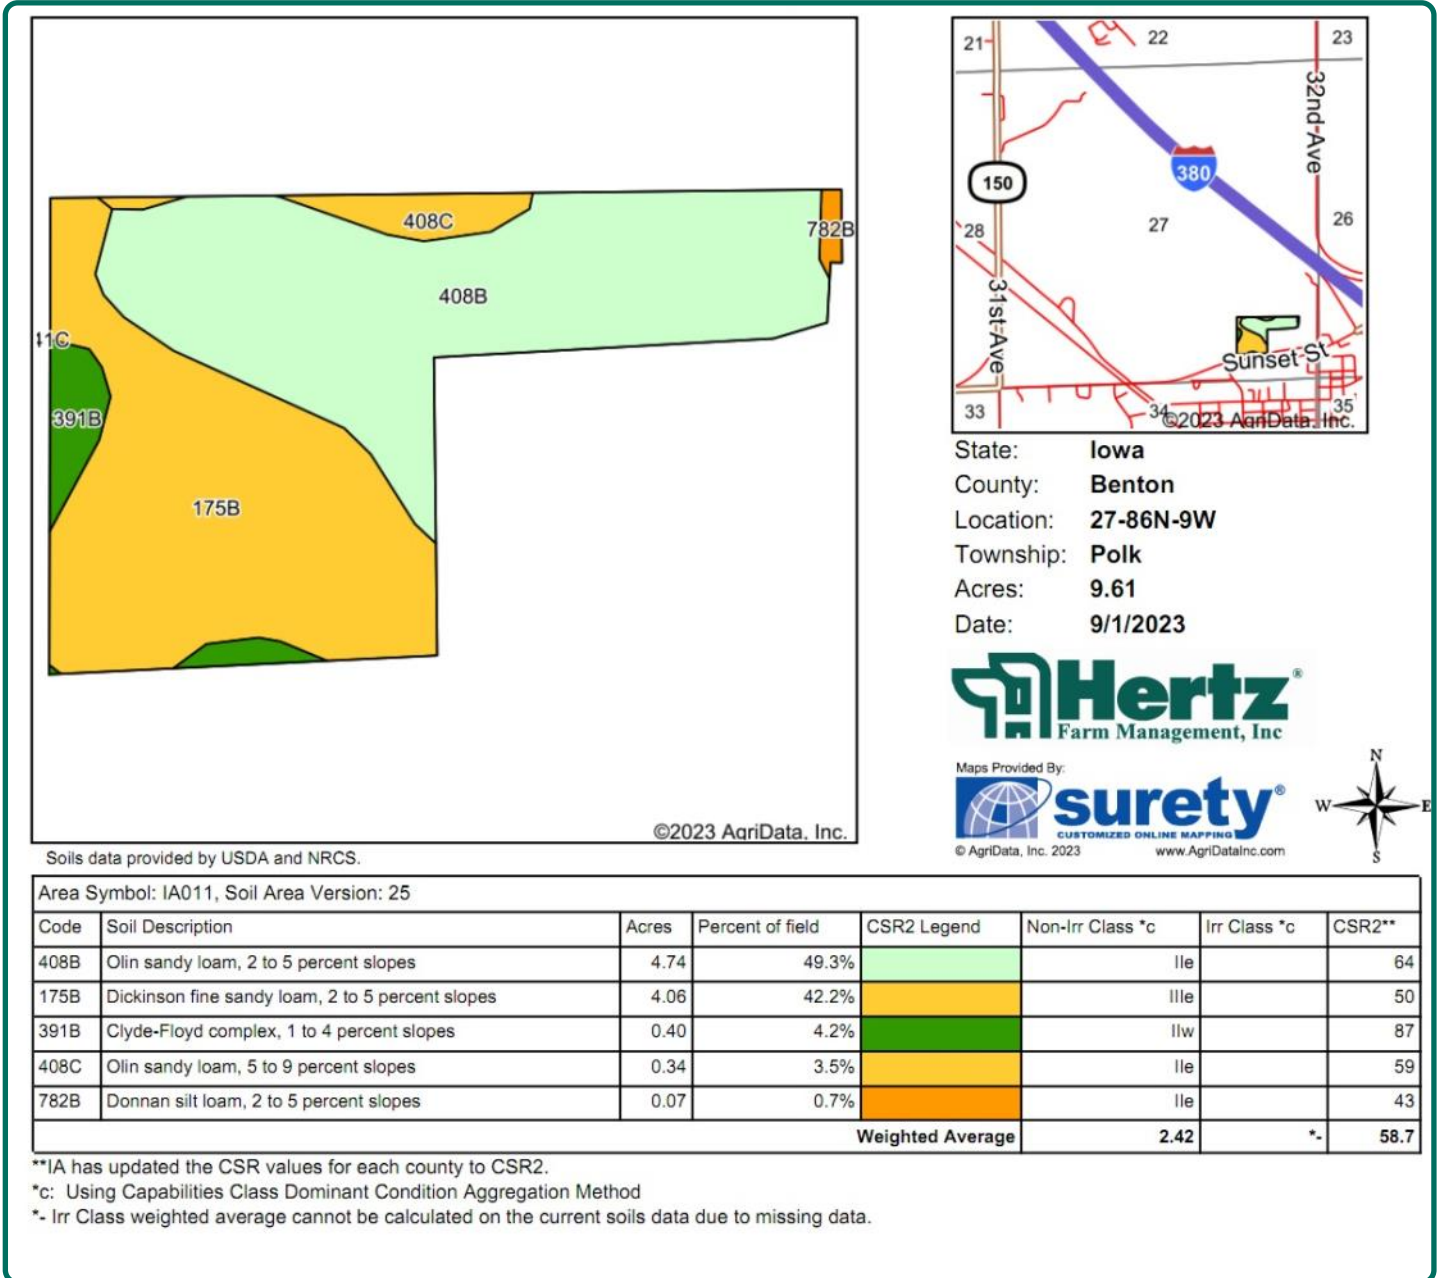 408C
782B
408B
41C
391B
175B
©2023 AgriData, Inc.
21
22
23
32nd Ave
380
150
27
26
28
31st Ave
Sunset St
33
34
35
©2023 AgriData, Inc.
State: Iowa
County: Benton
Location: 27-86N-9W
Township: Polk
Acres: 9.61
Date: 9/1/2023
Hertz®
Farm Management, Inc
Maps Provided By:
surety®
CUSTOMIZED ONLINE MAPPING
© AgriData, Inc. 2023 www.AgriDataInc.com
N
W E
S
Soils data provided by USDA and NRCS.
Area Symbol: IA011, Soil Area Version: 25
Code Soil Description Acres Percent of field CSR2 Legend Non-Irr Class *c Irr Class *c CSR2**
408B Olin sandy loam, 2 to 5 percent slopes 4.74 49.3% IIe 64
175B Dickinson fine sandy loam, 2 to 5 percent slopes 4.06 42.2% IIIe 50
391B Clyde-Floyd complex, 1 to 4 percent slopes 0.40 4.2% IIw 87
408C Olin sandy loam, 5 to 9 percent slopes 0.34 3.5% IIe 59
782B Donnan silt loam, 2 to 5 percent slopes 0.07 0.7% IIe 43
Weighted Average 2.42 *- 58.7
**IA has updated the CSR values for each county to CSR2.
*c: Using Capabilities Class Dominant Condition Aggregation Method
*- Irr Class weighted average cannot be calculated on the current soils data due to missing data.